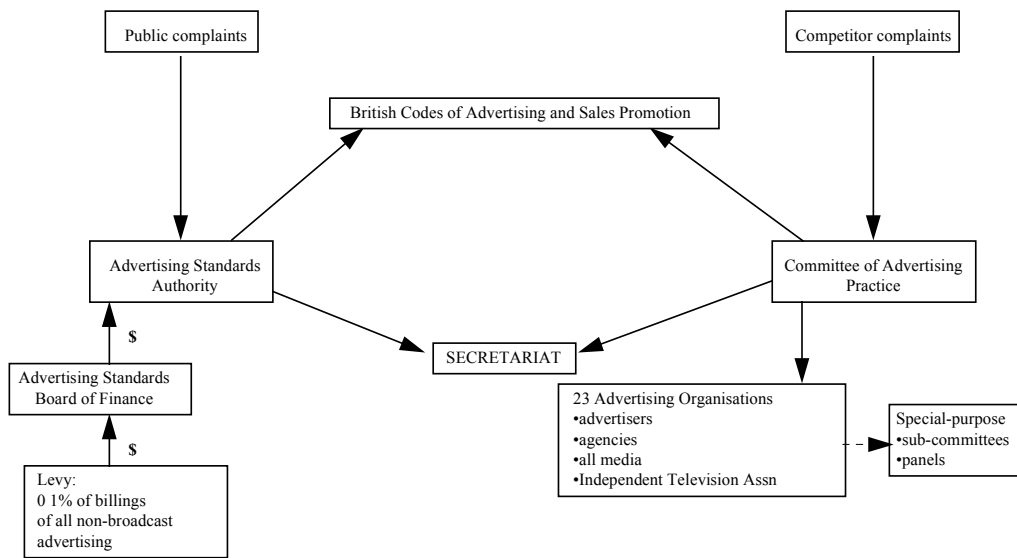 Public complaints
Competitor complaints
British Codes of Advertising and Sales Promotion
Advertising Standards
Authority
Committee of Advertising
Practice
$
SECRETARIAT
Advertising Standards
Board of Finance
$
Levy:
0 1% of billings
of all non-broadcast
advertising
23 Advertising Organisations
•advertisers
•agencies
•all media
•Independent Television Assn
Special-purpose
•sub-committees
•panels